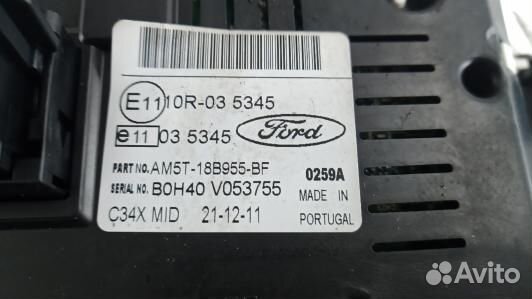 E11 10R-03 5345
e11 03 5345 Ford
PART NO. AM5T-18B955-BF 0259A
SERIAL NO. B0H40 V053755 MADE IN
C34X MID 21-12-11 PORTUGAL
Avito